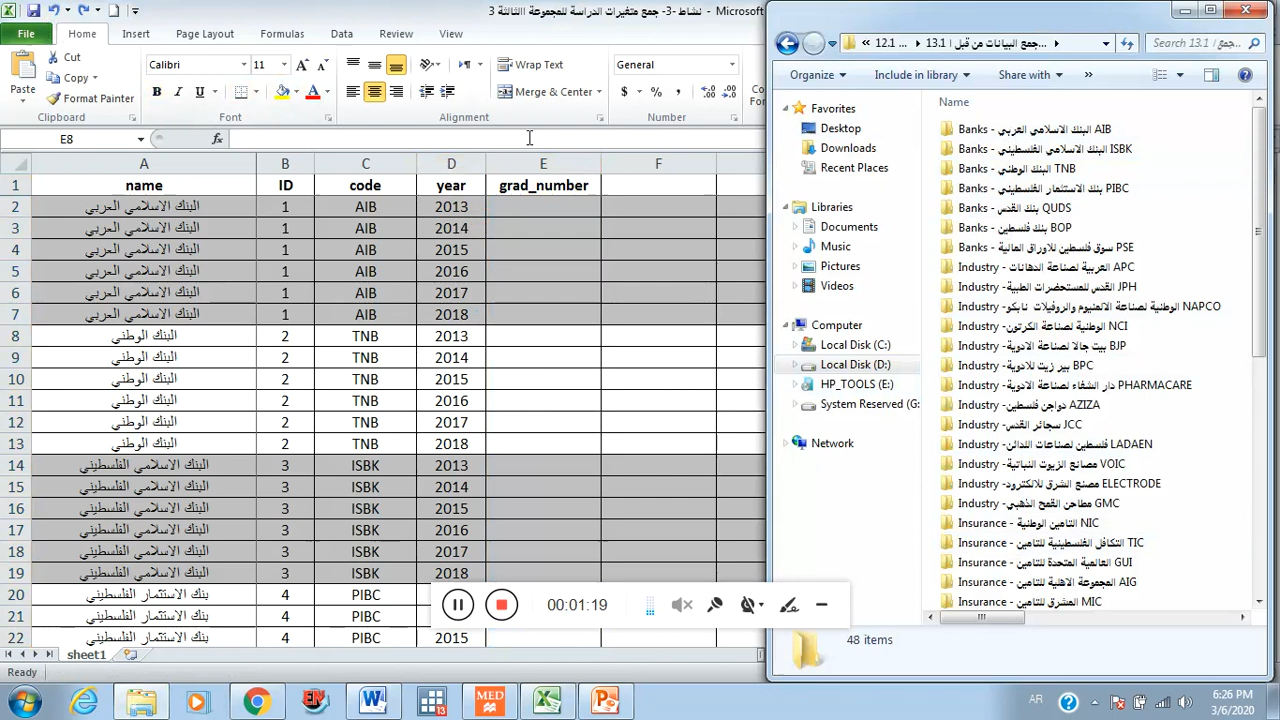 نشاط -3- جمع متغيرات الدراسة للمجموعة االثالثة 3 - Microsoft
File Home Insert Page Layout Formulas Data Review View
Paste
Cut
Copy
Format Painter
Clipboard
Calibri 11
B I U
Font
Wrap Text
Merge & Center
Alignment
General
$ % ,
Number
E8 fx
A B C D E F
1 name ID code year grad_number
2 البنك الاسلامي العربي 1 AIB 2013
3 البنك الاسلامي العربي 1 AIB 2014
4 البنك الاسلامي العربي 1 AIB 2015
5 البنك الاسلامي العربي 1 AIB 2016
6 البنك الاسلامي العربي 1 AIB 2017
7 البنك الاسلامي العربي 1 AIB 2018
8 البنك الوطني 2 TNB 2013
9 البنك الوطني 2 TNB 2014
10 البنك الوطني 2 TNB 2015
11 البنك الوطني 2 TNB 2016
12 البنك الوطني 2 TNB 2017
13 البنك الوطني 2 TNB 2018
14 البنك الاسلامي الفلسطيني 3 ISBK 2013
15 البنك الاسلامي الفلسطيني 3 ISBK 2014
16 البنك الاسلامي الفلسطيني 3 ISBK 2015
17 البنك الاسلامي الفلسطيني 3 ISBK 2016
18 البنك الاسلامي الفلسطيني 3 ISBK 2017
19 البنك الاسلامي الفلسطيني 3 ISBK 2018
20 بنك الاستثمار الفلسطيني 4 PIBC
21 بنك الاستثمار الفلسطيني 4 PIBC
22 بنك الاستثمار الفلسطيني 4 PIBC 2015
00:01:19
sheet1
Ready
12.1 ... 13.1 جمع البيانات من قبل ا...
Search 13.1 جمع
Organize Include in library Share with »
Favorites
Desktop
Downloads
Recent Places
Libraries
Documents
Music
Pictures
Videos
Computer
Local Disk (C:)
Local Disk (D:)
HP_TOOLS (E:)
System Reserved (G:
Network
Name
Banks - البنك الاسلامي العربي AIB
Banks - البنك الاسلامي الفلسطيني ISBK
Banks - البنك الوطني TNB
Banks - بنك الاستثمار الفلسطيني PIBC
Banks - بنك القدس QUDS
Banks - بنك فلسطين BOP
Banks - سوق فلسطين للاوراق المالية PSE
Industry - العربية لصناعة الدهانات APC
Industry - القدس للمستحضرات الطبية JPH
Industry - الوطنية لصناعة الالمنيوم والروفيلات نابكو NAPCO
Industry - الوطنية لصناعة الكرتون NCI
Industry - بيت جالا لصناعة الادوية BJP
Industry - بير زيت للادوية BPC
Industry - دار الشفاء لصناعة الادوية PHARMACARE
Industry - دواجن فلسطين AZIZA
Industry - سجائر القدس JCC
Industry - فلسطين لصناعات اللدائن LADAEN
Industry - مصانع الزيوت النباتية VOIC
Industry - مصنع الشرق للالكترود ELECTRODE
Industry - مطاحن القمح الذهبي GMC
Insurance - التامين الوطنية NIC
Insurance - التكافل الفلسطينية للتامين TIC
Insurance - العالمية المتحدة للتامين GUI
Insurance - المجموعة الاهلية للتامين AIG
Insurance - المشرق للتامين MIC
48 items
AR
6:26 PM
3/6/2020